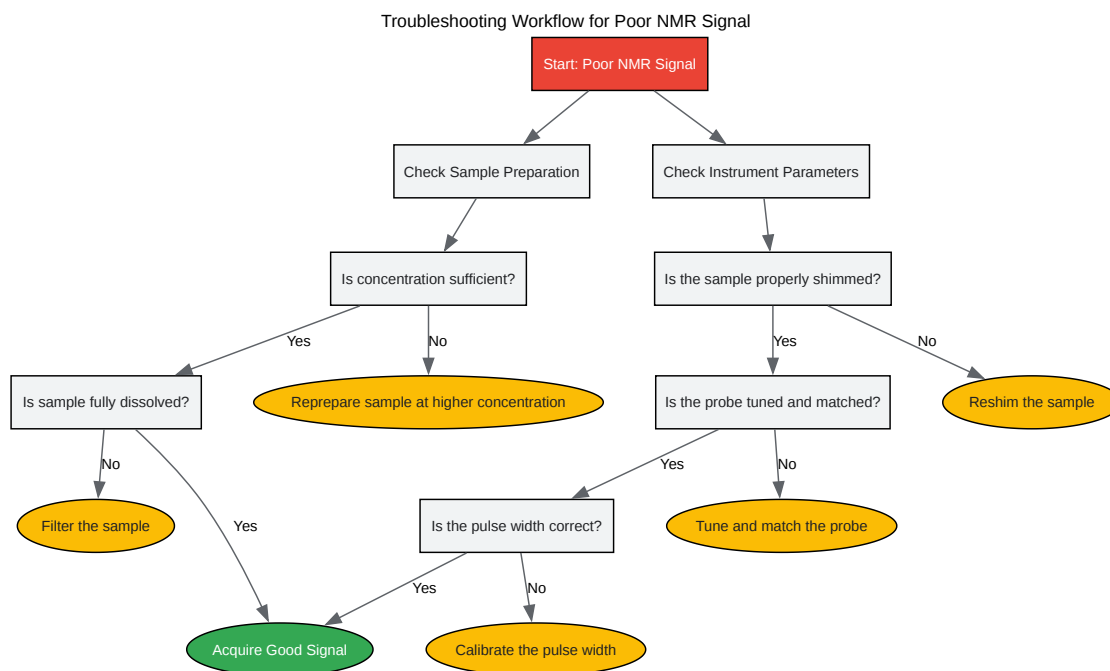 Troubleshooting Workflow for Poor NMR Signal
Start: Poor NMR Signal
Check Sample Preparation
Check Instrument Parameters
Is concentration sufficient?
Is the sample properly shimmed?
Yes
No
Yes
No
Is sample fully dissolved?
Reprepare sample at higher concentration
Is the probe tuned and matched?
Reshim the sample
No
Yes
No
Filter the sample
Yes
Is the pulse width correct?
Tune and match the probe
Yes
No
Acquire Good Signal
Calibrate the pulse width